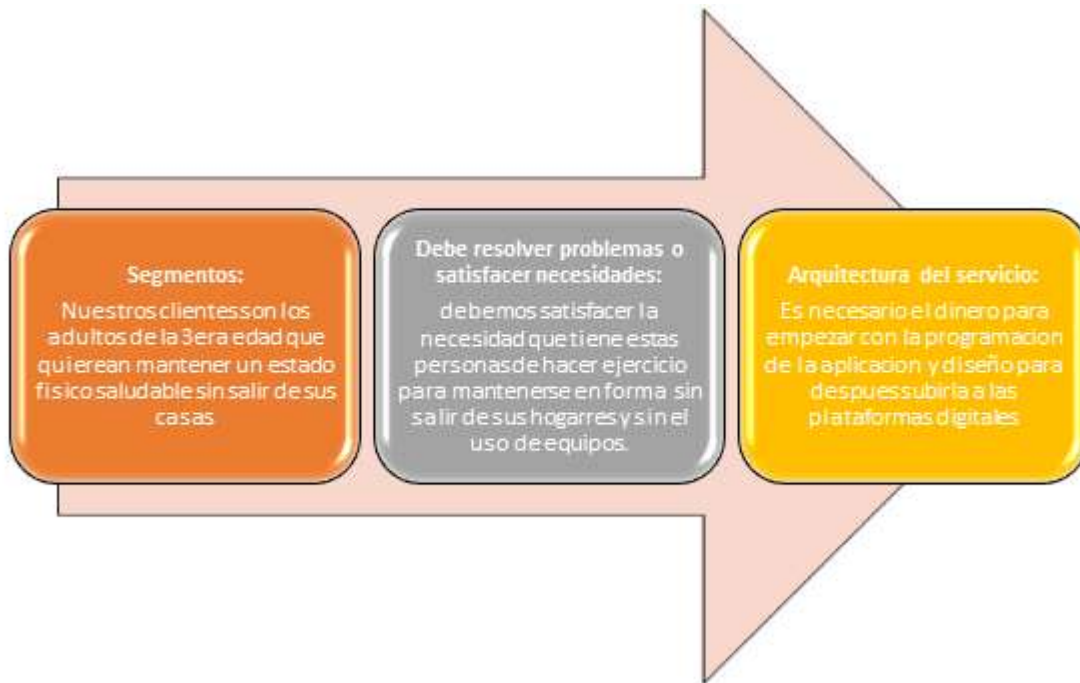 Segmentos:
Nuestros clientes son los
adultos de la 3era edad que
quierean mantener un estado
fisico saludable sin salir de sus
casas
Debe resolver problemas o
satisfacer necesidades:
debemos satisfacer la
necesidad que tiene estas
personas de hacer ejercicio
para mantenerse en forma sin
salir de sus hogarres y sin el
uso de equipos.
Arquitectura del servicio:
Es necesario el dinero para
empezar con la programacion
de la aplicacion y diseño para
despues subirla a las
plataformas digitales